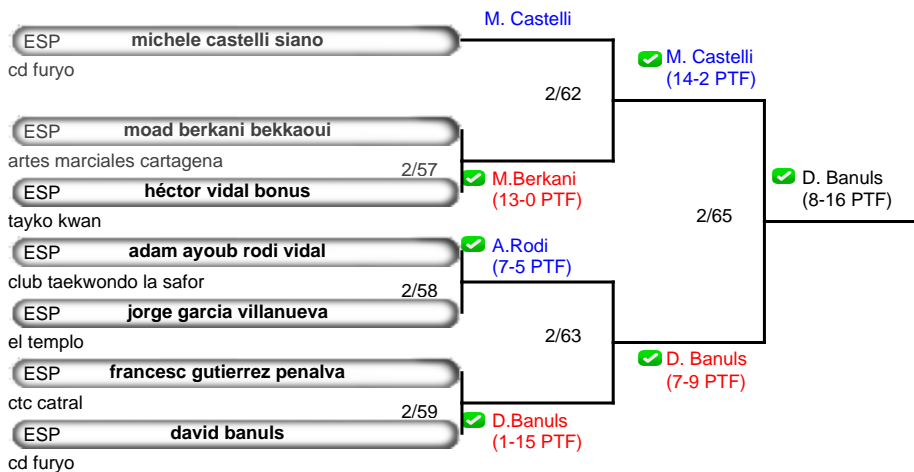 M. Castelli
ESP michele castelli siano
cd furyo
M. Castelli
(14-2 PTF)
2/62
ESP moad berkani bekkaoui
artes marciales cartagena
2/57
M.Berkani
(13-0 PTF)
ESP héctor vidal bonus
tayko kwan
D. Banuls
(8-16 PTF)
2/65
ESP adam ayoub rodi vidal
club taekwondo la safor
A.Rodi
(7-5 PTF)
2/58
ESP jorge garcia villanueva
el templo
2/63
ESP francesc gutierrez penalva
ctc catral
D. Banuls
(7-9 PTF)
2/59
D.Banuls
(1-15 PTF)
ESP david banuls
cd furyo